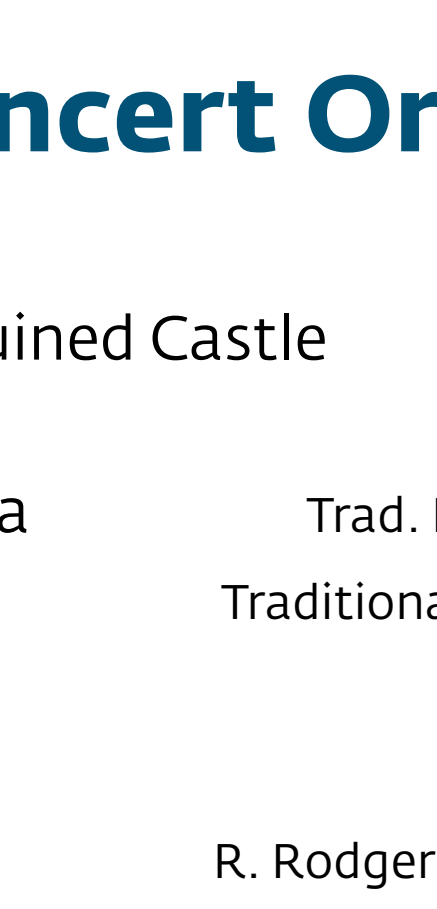 ncert Or
uined Castle
a Trad.
Traditiona
R. Rodger